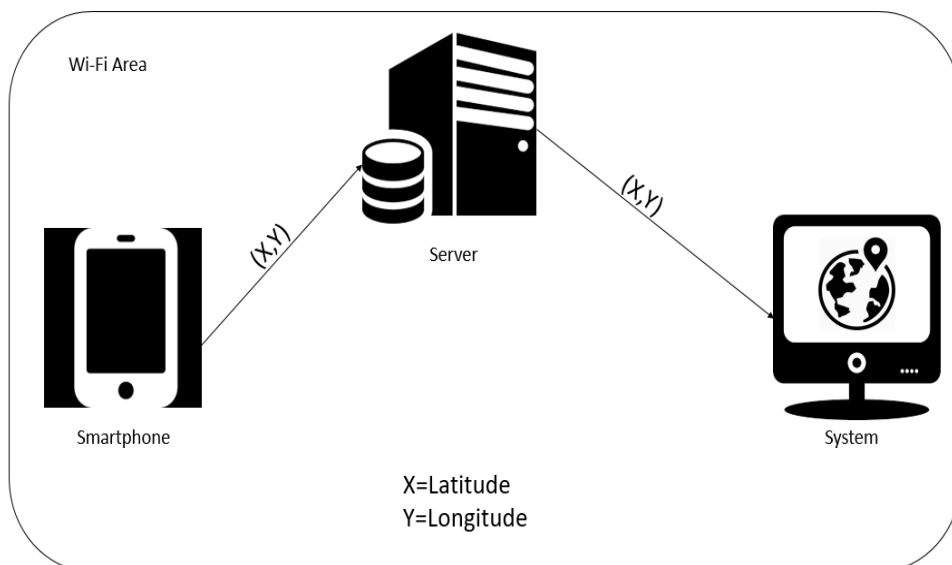 Wi-Fi Area
(X,Y)
(X,Y)
Server
Smartphone
System
X=Latitude
Y=Longitude